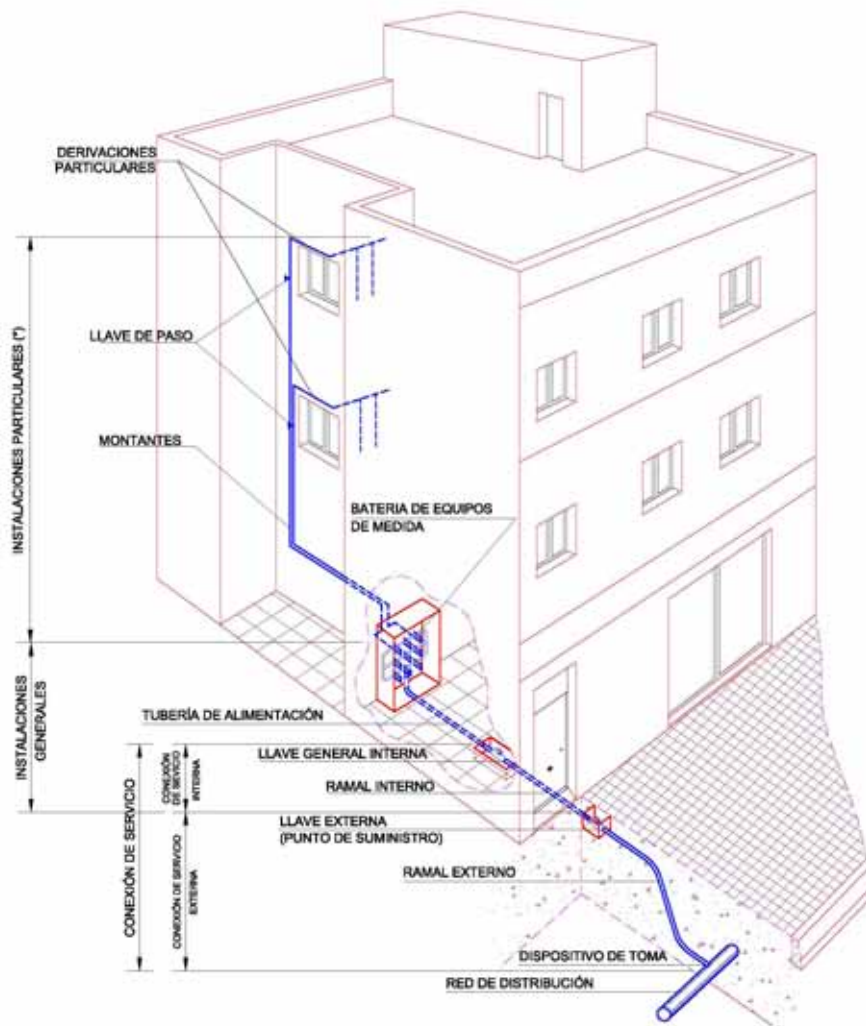 DERIVACIONES
PARTICULARES
LLAVE DE PASO
MONTANTES
BATERIA DE EQUIPOS
DE MEDIDA
TUBERÍA DE ALIMENTACIÓN
LLAVE GENERAL INTERNA
RAMAL INTERNO
LLAVE EXTERNA
(PUNTO DE SUMINISTRO)
RAMAL EXTERNO
DISPOSITIVO DE TOMA
RED DE DISTRIBUCIÓN
INSTALACIONES PARTICULARES (*)
INSTALACIONES
GENERALES
CONEXIÓN DE SERVICIO
CONEXIÓN
DE SEVICIO
INTERNA
CONEXIÓN DE SERVICIO
EXTERNA